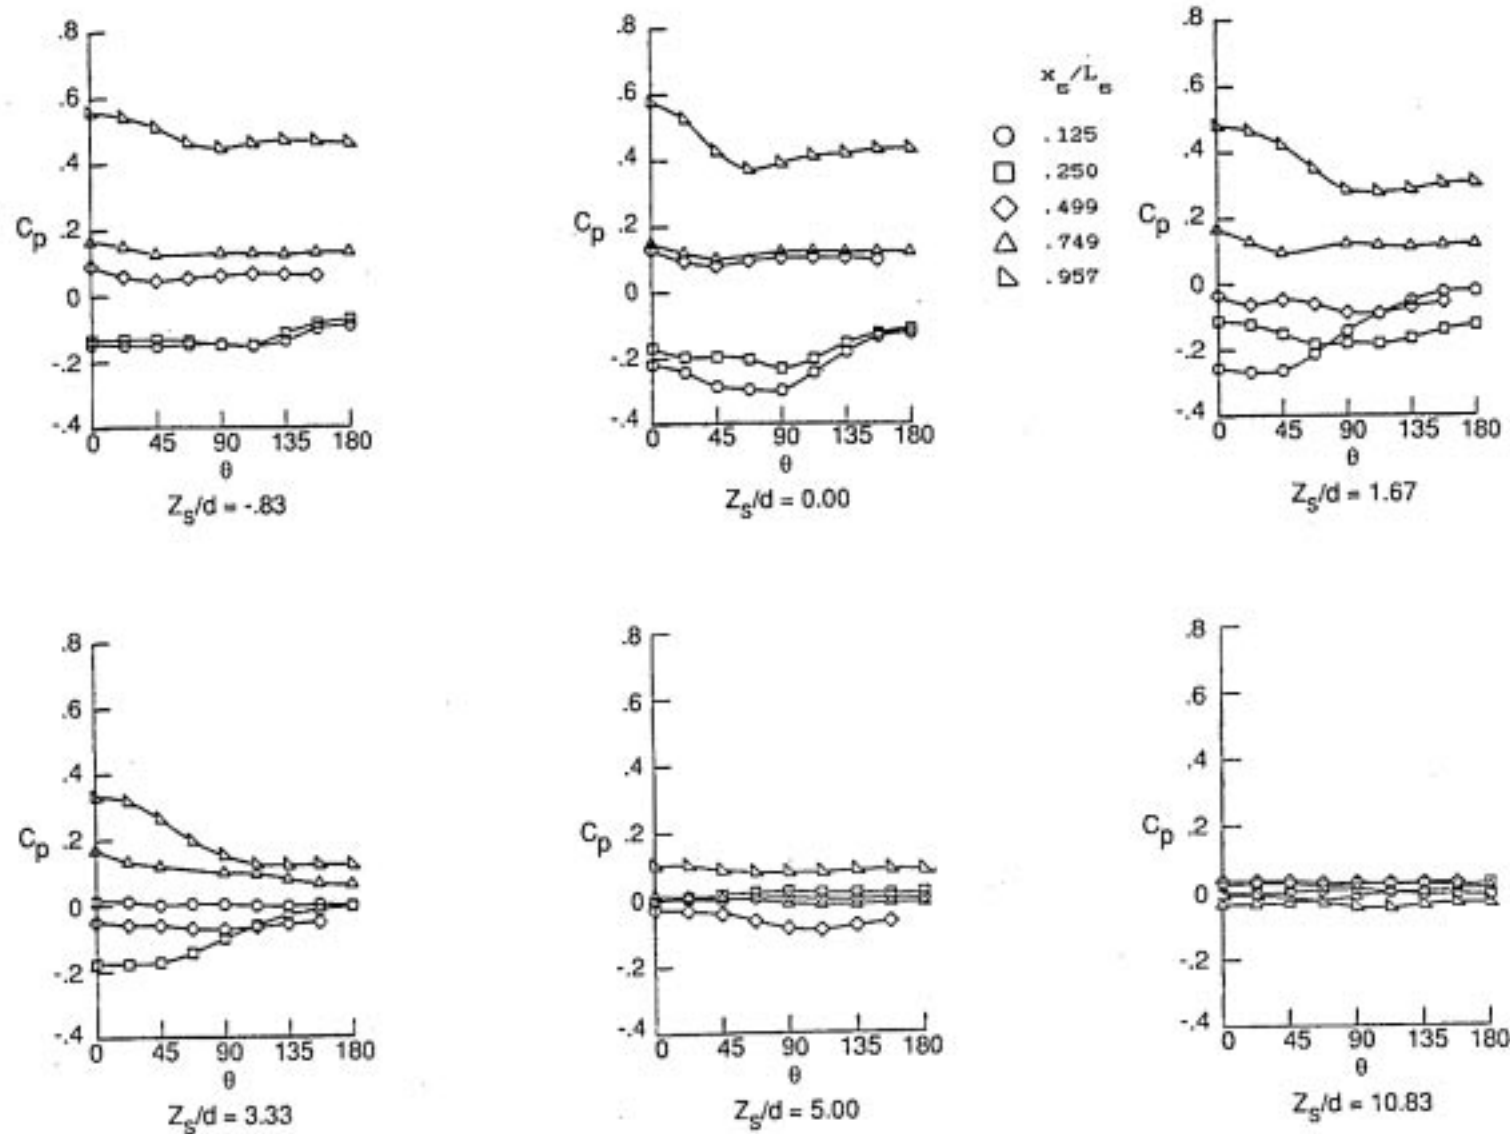 .8
.6
.4
.2
0
-.2
-.4
Cp
0 45 90 135 180
θ
Zs/d = -.83
.8
.6
.4
.2
0
-.2
-.4
Cp
0 45 90 135 180
θ
Zs/d = 0.00
xs/Ls
.125
.250
.499
.749
.957
.8
.6
.4
.2
0
-.2
-.4
Cp
0 45 90 135 180
θ
Zs/d = 1.67
.8
.6
.4
.2
0
-.2
-.4
Cp
0 45 90 135 180
θ
Zs/d = 3.33
.8
.6
.4
.2
0
-.2
-.4
Cp
0 45 90 135 180
θ
Zs/d = 5.00
.8
.6
.4
.2
0
-.2
-.4
Cp
0 45 90 135 180
θ
Zs/d = 10.83